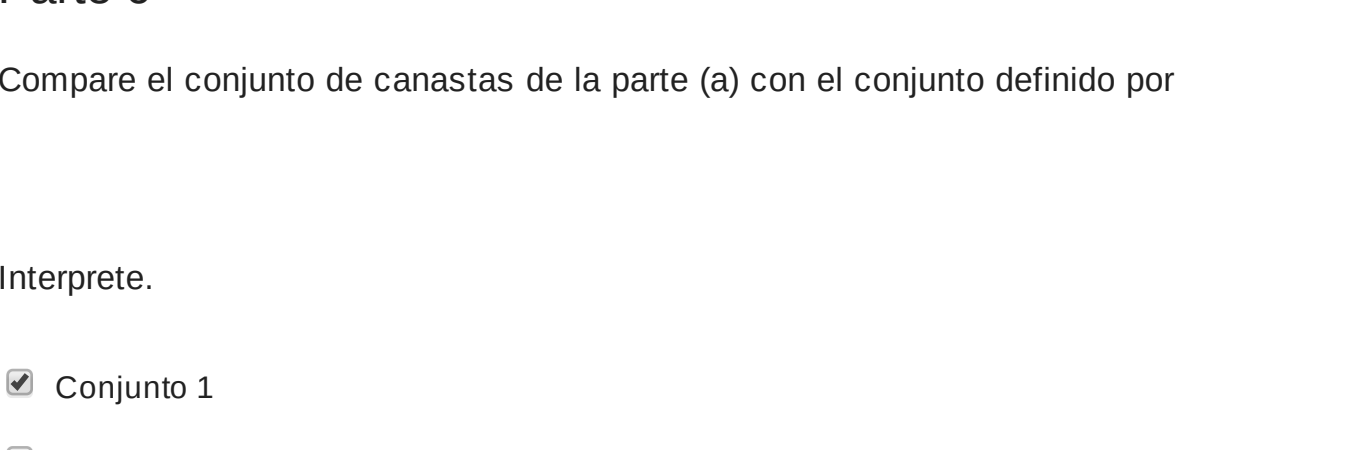 Compare el conjunto de canastas de la parte (a) con el conjunto definido por
Interprete.
Conjunto 1